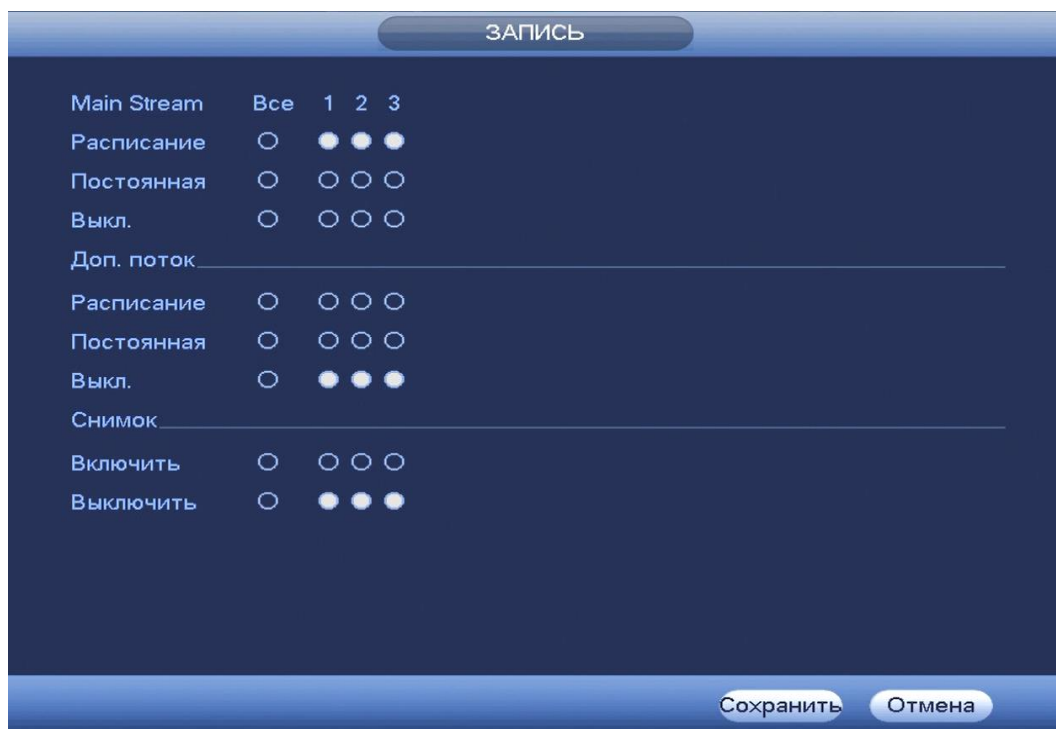 ЗАПИСЬ
Main Stream Все 1 2 3
Расписание
Постоянная
Выкл.
Доп. поток
Расписание
Постоянная
Выкл.
Снимок
Включить
Выключить
Сохранить Отмена